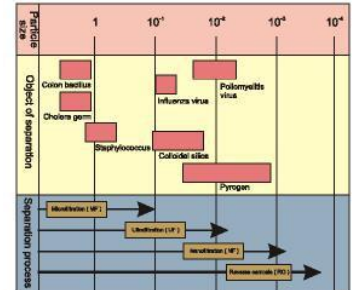 Particle size
1
10⁻¹
10⁻²
10⁻³
10⁻⁴
Object of separation
Colon bacillus
Cholera germ
Staphylococcus
Influenza virus
Poliomyelitis
virus
Colloidal silica
Pyrogen
Separation process
Microfiltration ( MF )
Ultrafiltration ( UF )
Nanofiltration ( NF )
Reverse osmosis ( RO )